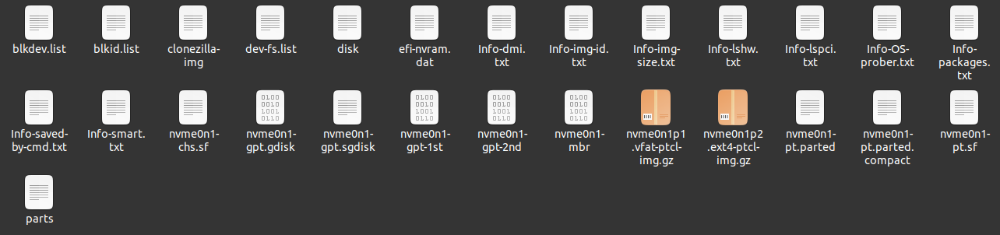 blkdev.list
blkid.list
clonezilla-
img
dev-fs.list
disk
efi-nvram.
dat
Info-dmi.
txt
Info-img-id.
txt
Info-img-
size.txt
Info-lshw.
txt
Info-lspci.
txt
Info-OS-
prober.txt
Info-
packages.
txt
Info-saved-
by-cmd.txt
Info-smart.
txt
nvme0n1-
chs.sf
nvme0n1-
gpt.gdisk
nvme0n1-
gpt.sgdisk
nvme0n1-
gpt-1st
nvme0n1-
gpt-2nd
nvme0n1-
mbr
nvme0n1p1
.vfat-ptcl-
img.gz
nvme0n1p2
.ext4-ptcl-
img.gz
nvme0n1-
pt.parted
nvme0n1-
pt.parted.
compact
nvme0n1-
pt.sf
parts